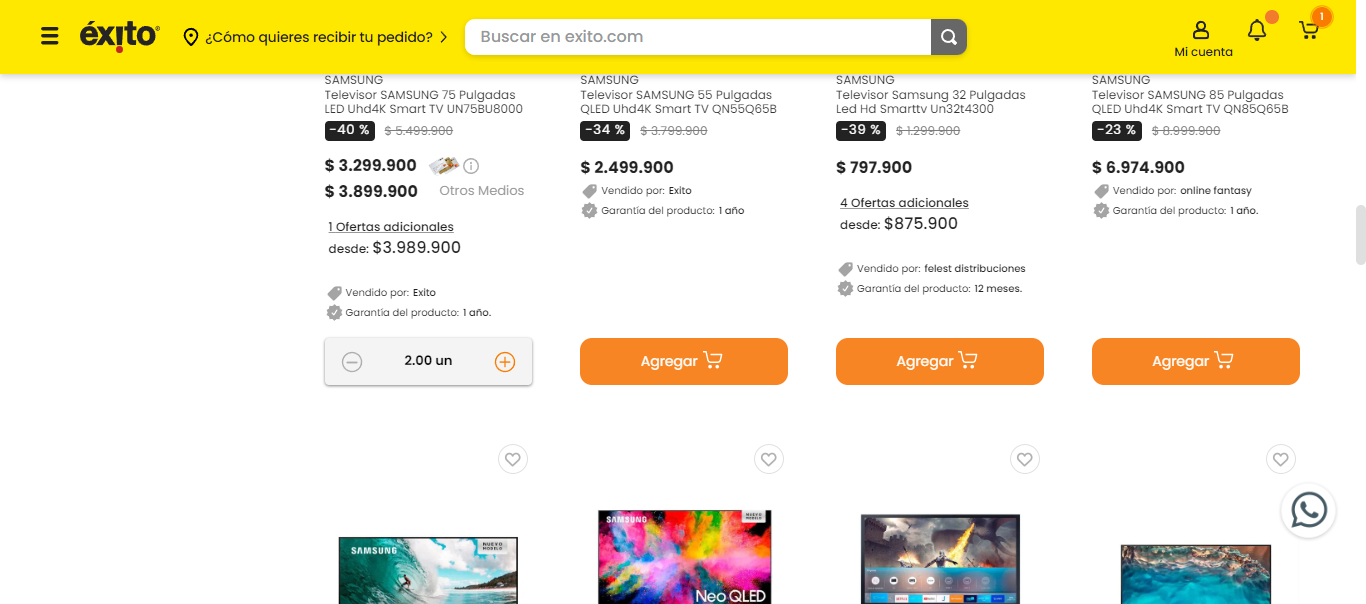 éxito
¿Cómo quieres recibir tu pedido?
Buscar en exito.com
Mi cuenta
1
SAMSUNG
Televisor SAMSUNG 75 Pulgadas
LED Uhd4K Smart TV UN75BU8000
-40 % $ 5.499.900
$ 3.299.900
$ 3.899.900 Otros Medios
1 Ofertas adicionales
desde: $3.989.900
Vendido por: Exito
Garantía del producto: 1 año.
2.00 un
SAMSUNG
Televisor SAMSUNG 55 Pulgadas
QLED Uhd4K Smart TV QN55Q65B
-34 % $ 3.799.900
$ 2.499.900
Vendido por: Exito
Garantía del producto: 1 año
Agregar
SAMSUNG
Televisor Samsung 32 Pulgadas
Led Hd Smarttv Un32t4300
-39 % $ 1.299.900
$ 797.900
4 Ofertas adicionales
desde: $875.900
Vendido por: felest distribuciones
Garantía del producto: 12 meses.
Agregar
SAMSUNG
Televisor SAMSUNG 85 Pulgadas
QLED Uhd4K Smart TV QN85Q65B
-23 % $ 8.999.900
$ 6.974.900
Vendido por: online fantasy
Garantía del producto: 1 año.
Agregar
SAMSUNG
NUEVO
MODELO
SAMSUNG
NUEVO
MODELO
Neo QLED